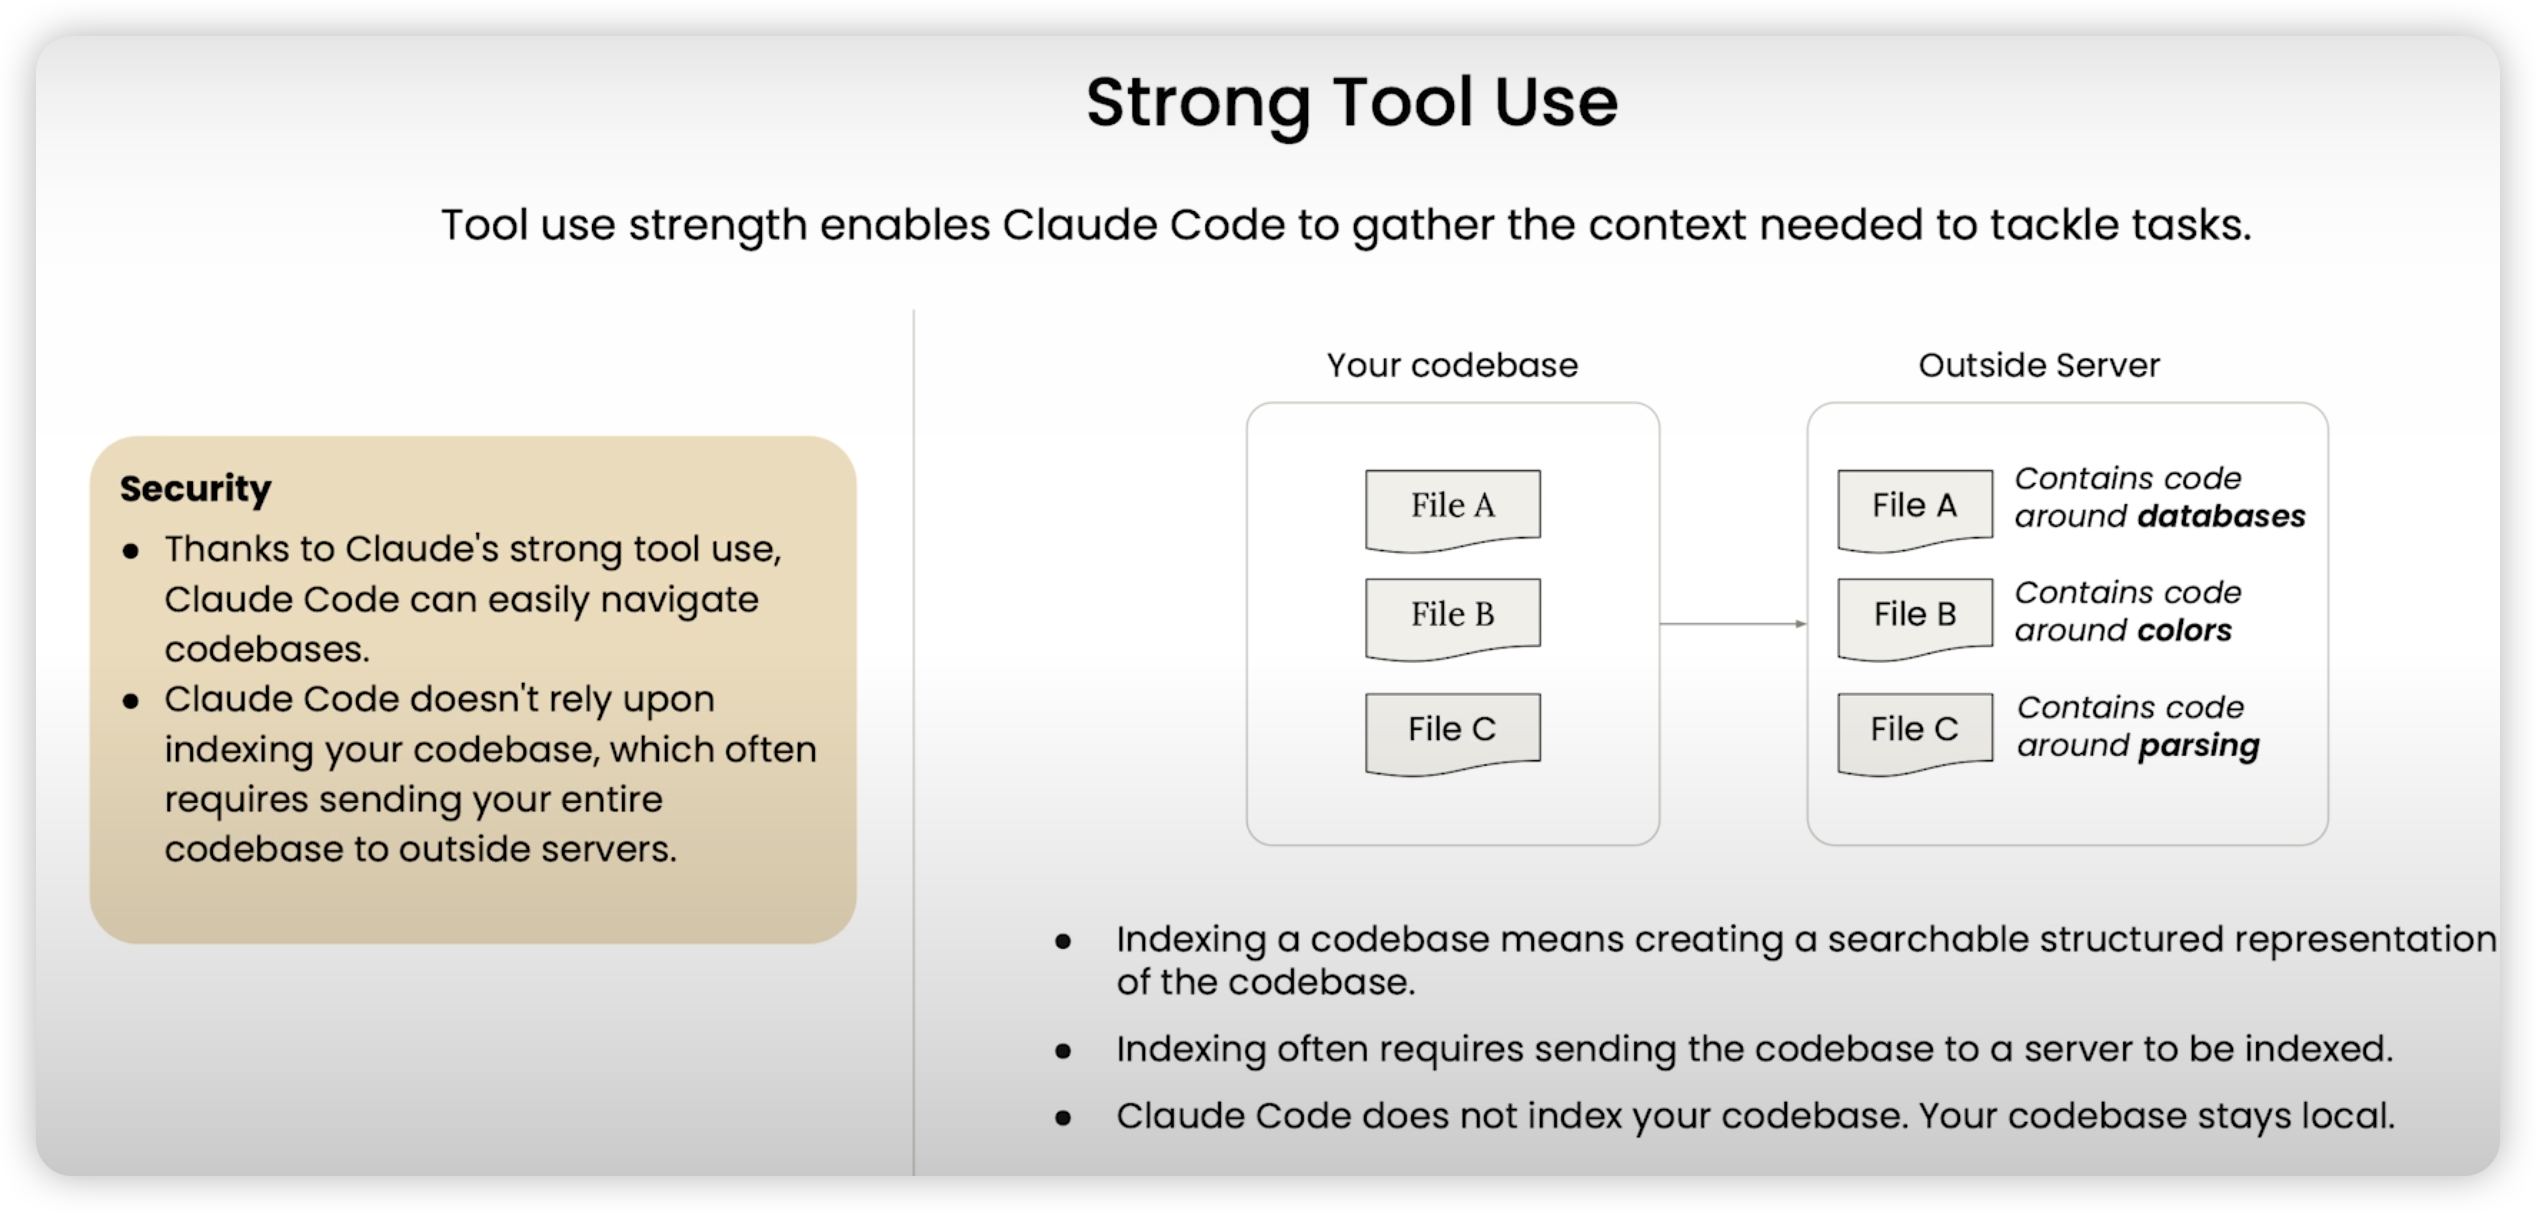 Strong Tool Use
Tool use strength enables Claude Code to gather the context needed to tackle tasks.
Security
● Thanks to Claude's strong tool use,
Claude Code can easily navigate
codebases.
● Claude Code doesn't rely upon
indexing your codebase, which often
requires sending your entire
codebase to outside servers.
Your codebase
File A
File B
File C
Outside Server
File A
Contains code
around databases
File B
Contains code
around colors
File C
Contains code
around parsing
● Indexing a codebase means creating a searchable structured representation
of the codebase.
● Indexing often requires sending the codebase to a server to be indexed.
● Claude Code does not index your codebase. Your codebase stays local.